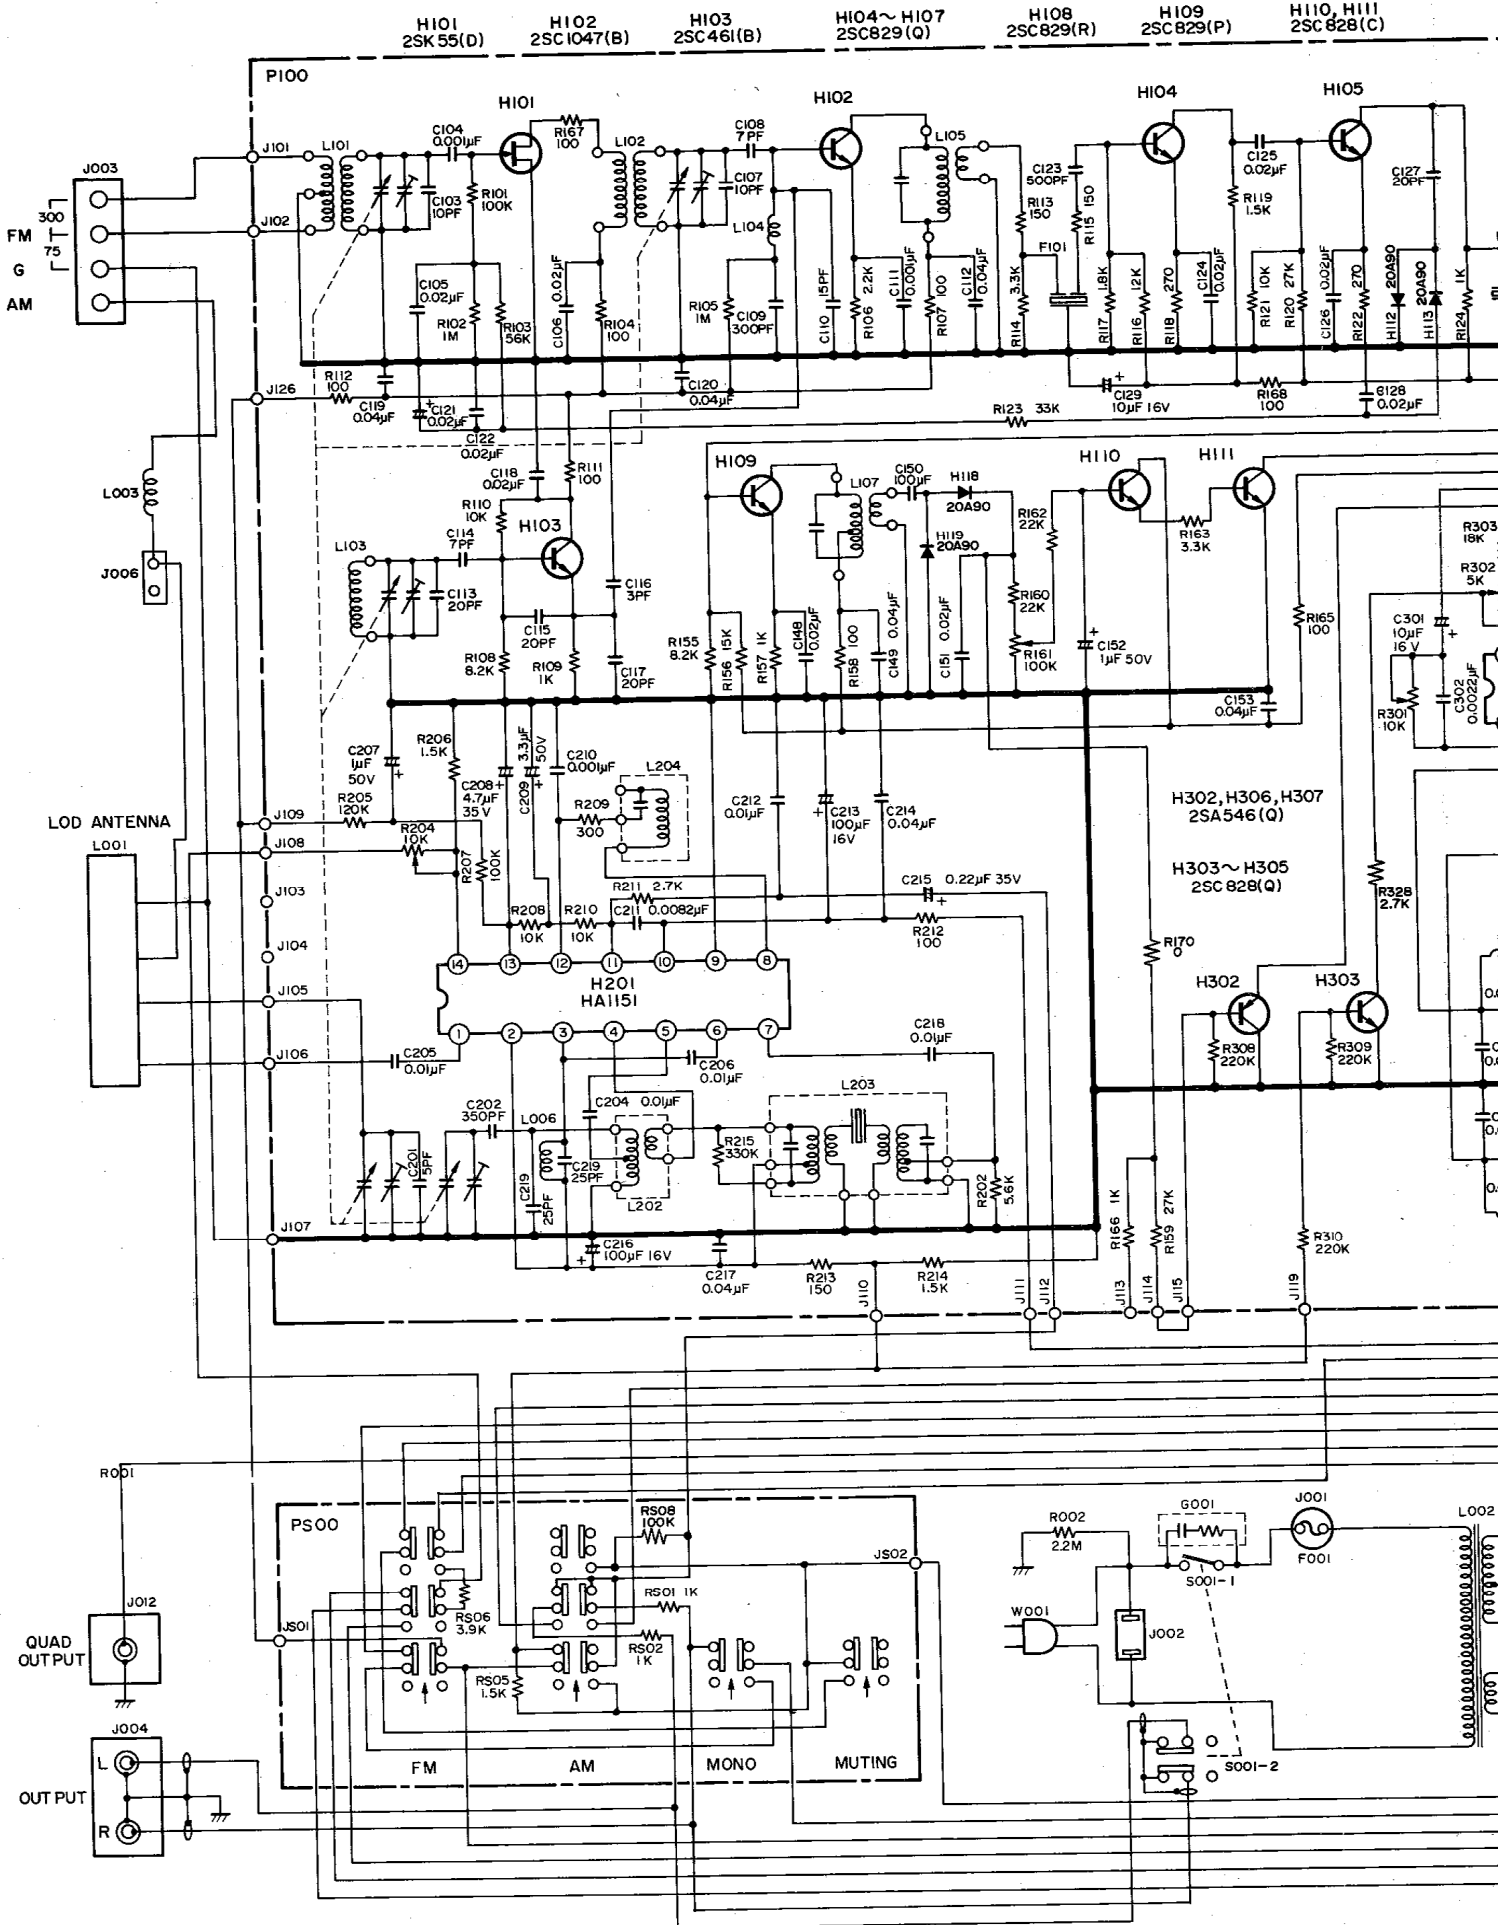 H101
2SK55(D)
H102
2SC1047(B)
H103
2SC461(B)
H104~H107
2SC829(Q)
H108
2SC829(R)
H109
2SC829(P)
H110, H111
2SC828(C)
P100
H101
R167
100
C104
0.001µF
J101
L101
L102
C108
7PF
H102
L105
H104
H105
J003
300
FM
75
G
AM
J102
C103
10PF
R101
100K
C107
10PF
L104
C123
500PF
R113
150
R115 150
F101
C125
0.02µF
R119
1.5K
C127
20PF
C105
0.02µF
R102
1M
R103
56K
C106 0.02µF
R104
100
R105
1M
C109
300PF
C110 15PF
R106 2.2K
C111 0.001µF
R107 100
C112 0.04µF
R114 3.3K
R117 1.8K
R116 12K
R118 270
C124 0.02µF
R121 10K
R120 27K
C126 0.02µF
R122 270
H112 20A90
H113 20A90
R124 1K
J126
R112
100
C119
0.04µF
C121
0.02µF
C122
0.02µF
C120
0.04µF
R123 33K
C129
10µF 16V
R168
100
C128
0.02µF
L003
J006
C118
0.02µF
R111
100
R110
10K
H103
L103
C114
7PF
C113
20PF
C115
20PF
R108
8.2K
R109
1K
C116
3PF
C117
20PF
H109
L107
C150
100µF
H118
20A90
H119
20A90
R162
22K
R160
22K
R161
100K
H110
R163
3.3K
H111
R155
8.2K
R156 15K
R157 1K
C148
0.02µF
R158 100
C149 0.04µF
C151 0.02µF
C152
1µF 50V
C153
0.04µF
R165
100
R303
18K
R302
5K
C301
10µF
16V
R301
10K
C302
0.0022µF
C207
1µF
50V
R206
1.5K
C208
4.7µF
35V
C209 3.3µF
50V
C210
0.001µF
L204
R209
300
R205
120K
R204
10K
R207
100K
C212
0.01µF
C213
100µF
16V
C214
0.04µF
H302, H306, H307
2SA546(Q)
H303~H305
2SC828(Q)
R328
2.7K
LOD ANTENNA
L001
J109
J108
J103
J104
J105
J106
J107
R211 2.7K
C211 0.0082µF
R208
10K
R210
10K
C215 0.22µF 35V
R212
100
R170
0
14
13
12
11
10
9
8
H201
HA1151
1
2
3
4
5
6
7
H302
H303
R308
220K
R309
220K
C205
0.01µF
C206
0.01µF
C218
0.01µF
C204 0.01µF
L203
C202
350PF
L006
C201
5PF
C219
25PF
C219
25PF
L202
R215
330K
R202 5.6K
C216
100µF 16V
C217
0.04µF
R213
150
R214
1.5K
J110
J111
J112
R166 1K
R159 27K
J113
J114
J115
R310
220K
J119
R001
PS00
RS08
100K
JS02
RS06
3.9K
RS01 1K
RS02
1K
JS01
RS05
1.5K
FM
AM
MONO
MUTING
J012
QUAD
OUTPUT
J004
L
OUTPUT
R
R002
2.2M
G001
J001
F001
L002
S001-1
W001
J002
S001-2